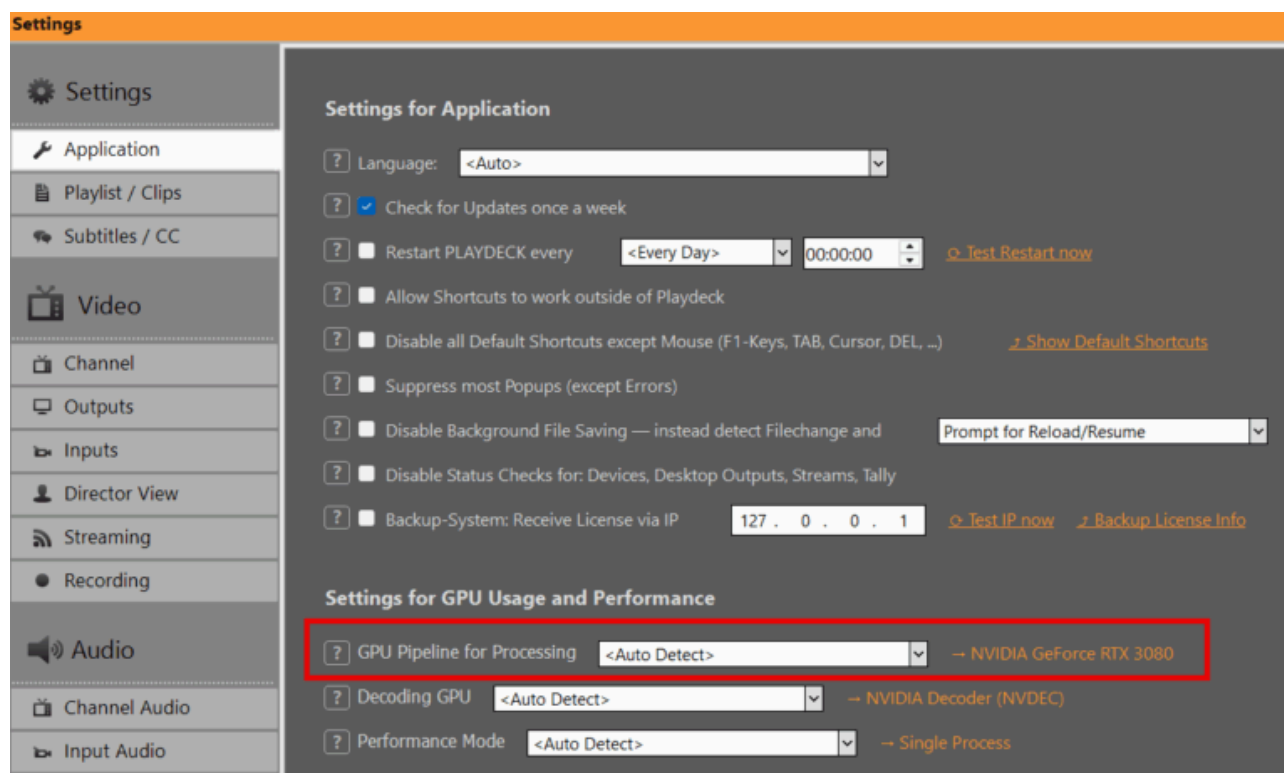 Settings
Settings
Application
Playlist / Clips
Subtitles / CC
Video
Channel
Outputs
Inputs
Director View
Streaming
Recording
Audio
Channel Audio
Input Audio
Settings for Application
? Language: <Auto>
? Check for Updates once a week
? Restart PLAYDECK every <Every Day> 00:00:00 Test Restart now
? Allow Shortcuts to work outside of Playdeck
? Disable all Default Shortcuts except Mouse (F1-Keys, TAB, Cursor, DEL, ...) Show Default Shortcuts
? Suppress most Popups (except Errors)
? Disable Background File Saving — instead detect Filechange and Prompt for Reload/Resume
? Disable Status Checks for: Devices, Desktop Outputs, Streams, Tally
? Backup-System: Receive License via IP 127 . 0 . 0 . 1 Test IP now Backup License Info
Settings for GPU Usage and Performance
? GPU Pipeline for Processing <Auto Detect> → NVIDIA GeForce RTX 3080
? Decoding GPU <Auto Detect> → NVIDIA Decoder (NVDEC)
? Performance Mode <Auto Detect> → Single Process